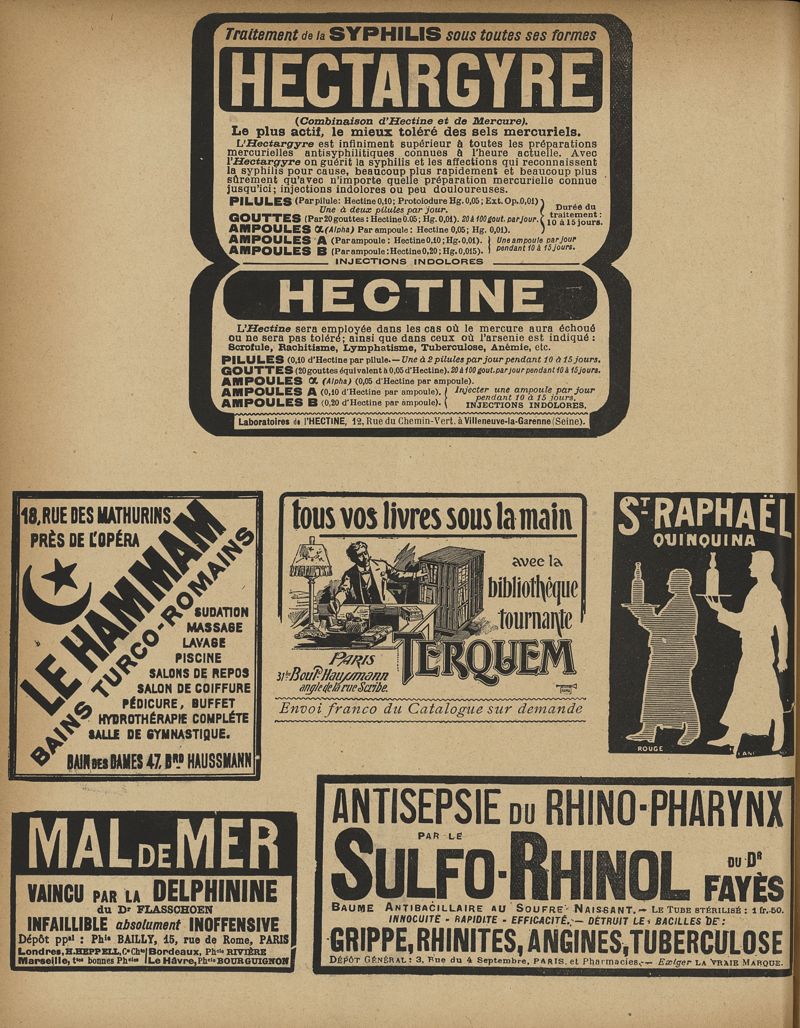 Traitement de la SYPHILIS sous toutes ses formes
HECTARGYRE
(Combinaison d'Hectine et de Mercure).
Le plus actif, le mieux toléré des sels mercuriels.
L'Hectargyre est infiniment supérieur à toutes les préparations
mercurielles antisyphilitiques connues à l'heure actuelle. Avec
l'Hectargyre on guérit la syphilis et les affections qui reconnaissent
la syphilis pour cause, beaucoup plus rapidement et beaucoup plus
sûrement qu'avec n'importe quelle préparation mercurielle connue
jusqu'ici; injections indolores ou peu douloureuses.
PILULES (Par pilule: Hectine 0,10; Protoiodure Hg. 0,05; Ext. Op. 0,01)
Une à deux pilules par jour.
GOUTTES (Par 20 gouttes: Hectine 0.05; Hg. 0,01). 20 à 100 gout. par jour.
AMPOULES α (Alpha) Par ampoule: Hectine 0,05; Hg. 0,01).
Durée du
traitement:
10 à 15 jours.
AMPOULES A (Par ampoule: Hectine 0,10; Hg. 0,01).
AMPOULES B (Par ampoule: Hectine 0,20; Hg. 0,015).
Une ampoule par jour
pendant 10 à 15 jours.
INJECTIONS INDOLORES
HECTINE
L'Hectine sera employée dans les cas où le mercure aura échoué
ou ne sera pas toléré; ainsi que dans ceux où l'arsenic est indiqué:
Scrofule, Rachitisme, Lymphatisme, Tuberculose, Anémie, etc.
PILULES (0,10 d'Hectine par pilule.— Une à 2 pilules par jour pendant 10 à 15 jours.
GOUTTES (20 gouttes équivalent à 0,05 d'Hectine). 20 à 100 gout. par jour pendant 10 à 15 jours.
AMPOULES α (Alpha) (0,05 d'Hectine par ampoule).
AMPOULES A (0,10 d'Hectine par ampoule).
AMPOULES B (0,20 d'Hectine par ampoule).
Injecter une ampoule par jour
pendant 10 à 15 jours.
INJECTIONS INDOLORES.
Laboratoires de l'HECTINE, 12, Rue du Chemin-Vert. à Villeneuve-la-Garenne (Seine).
18, RUE DES MATHURINS
PRÈS DE L'OPÉRA
LE HAMMAM
BAINS TURCO-ROMAINS
SUDATION
MASSAGE
LAVAGE
PISCINE
SALONS DE REPOS
SALON DE COIFFURE
PÉDICURE, BUFFET
HYDROTHÉRAPIE COMPLÉTE
SALLE DE GYMNASTIQUE.
BAIN DES DAMES 47, BRD HAUSSMANN
tous vos livres sous la main
avec la
bibliothèque
tournante
TERQUEM
PARIS
31 bis Bould. Haussmann
angle de la rue Scribe.
Envoi franco du Catalogue sur demande
ST. RAPHAËL
QUINQUINA
ROUGE
MAL DE MER
VAINCU PAR LA DELPHININE
du Dr FLASSCHOEN
INFAILLIBLE absolument INOFFENSIVE
Dépôt ppal : Phie BAILLY, 15, rue de Rome, PARIS
Londres, H. HEPPELL, Co Chts Bordeaux, Phcie RIVIÈRE
Marseille, ttes bonnes Phcies Le Hâvre, Phcie BOURGUIGNON
ANTISEPSIE DU RHINO-PHARYNX
PAR LE
SULFO-RHINOL DU DR
FAYÈS
BAUME ANTIBACILLAIRE AU SOUFRE NAISSANT.— LE TUBE STÉRILISÉ: 1 fr. 50.
INNOCUITÉ - RAPIDITÉ - EFFICACITÉ.— DÉTRUIT LES BACILLES DE:
GRIPPE, RHINITES, ANGINES, TUBERCULOSE
DÉPÔT GÉNÉRAL: 3, Rue du 4 Septembre, PARIS, et Pharmacies.— Exiger LA VRAIE MARQUE.